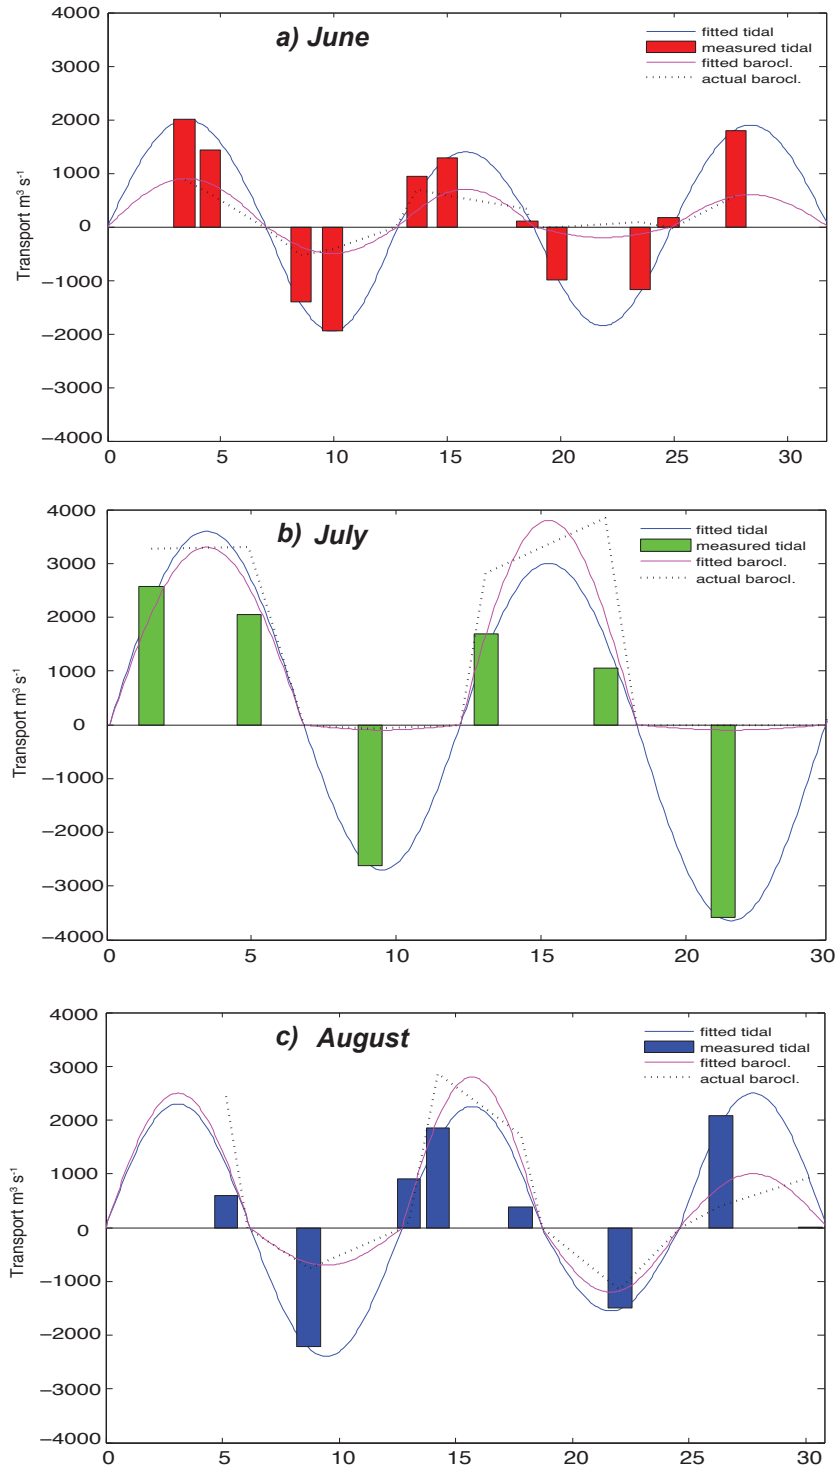 a) June
fitted tidal
measured tidal
fitted barocl.
actual barocl.
Transport m³ s⁻¹
4000
3000
2000
1000
0
−1000
−2000
−3000
−4000
0 5 10 15 20 25 30
b) July
fitted tidal
measured tidal
fitted barocl.
actual barocl.
Transport m³ s⁻¹
4000
3000
2000
1000
0
−1000
−2000
−3000
−4000
0 5 10 15 20 30
c) August
fitted tidal
measured tidal
fitted barocl.
actual barocl.
Transport m³ s⁻¹
4000
3000
2000
1000
0
−1000
−2000
−3000
−4000
0 5 10 15 20 25 30